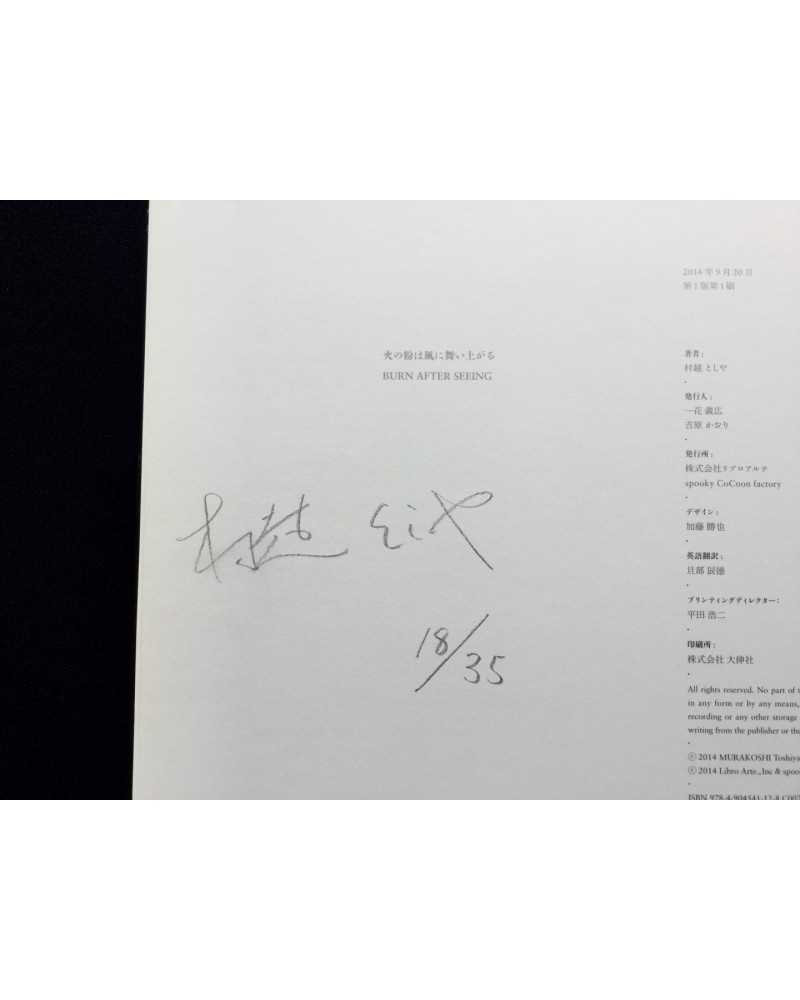 火の粉は風に舞い上がる
BURN AFTER SEEING
村越 としや
18/35
2014年9月30日
第1版第1刷
著者：
村越 としや
・
発行人：
一花 義広
吉原 かおり
・
発行所：
株式会社リブロアルテ
spooky CoCoon factory
・
デザイン：
加藤 勝也
・
英語翻訳：
旦部 辰徳
・
プリンティングディレクター：
平田 浩二
・
印刷所：
株式会社 大伸社
・
All rights reserved. No part of
in any form or by any means,
recording or any other storage
writing from the publisher or
・
© 2014 MURAKOSHI Toshiya
© 2014 Libro Arte., Inc & spoo
・
ISBN 978-4-904541-12-8